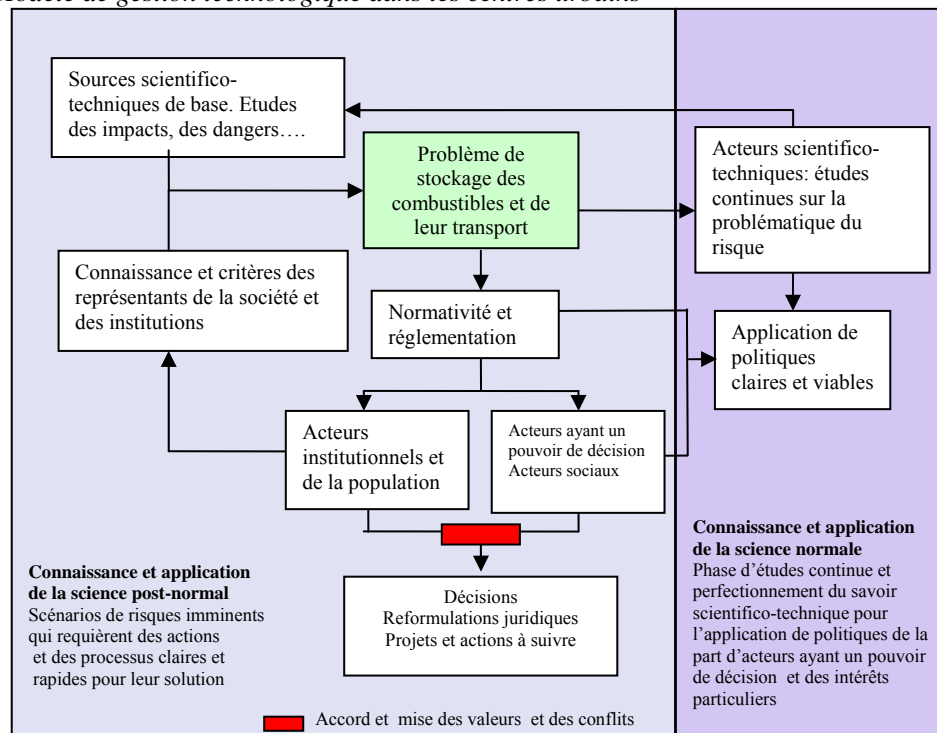 Modèle de gestion technologique dans les centres urbains
Sources scientifico-
techniques de base. Etudes
des impacts, des dangers….
Problème de
stockage des
combustibles et de
leur transport
Acteurs scientifico-
techniques: études
continues sur la
problématique du
risque
Connaissance et critères des
représentants de la société et
des institutions
Normativité et
réglementation
Application de
politiques
claires et viables
Acteurs
institutionnels et
de la population
Acteurs ayant un
pouvoir de décision
Acteurs sociaux
Connaissance et application
de la science post-normal
Scénarios de risques imminents
qui requièrent des actions
et des processus claires et
rapides pour leur solution
Décisions
Reformulations juridiques
Projets et actions à suivre
Connaissance et application
de la science normale
Phase d’études continue et
perfectionnement du savoir
scientifico-technique pour
l’application de politiques de la
part d’acteurs ayant un pouvoir
de décision et des intérêts
particuliers
Accord et mise des valeurs et des conflits